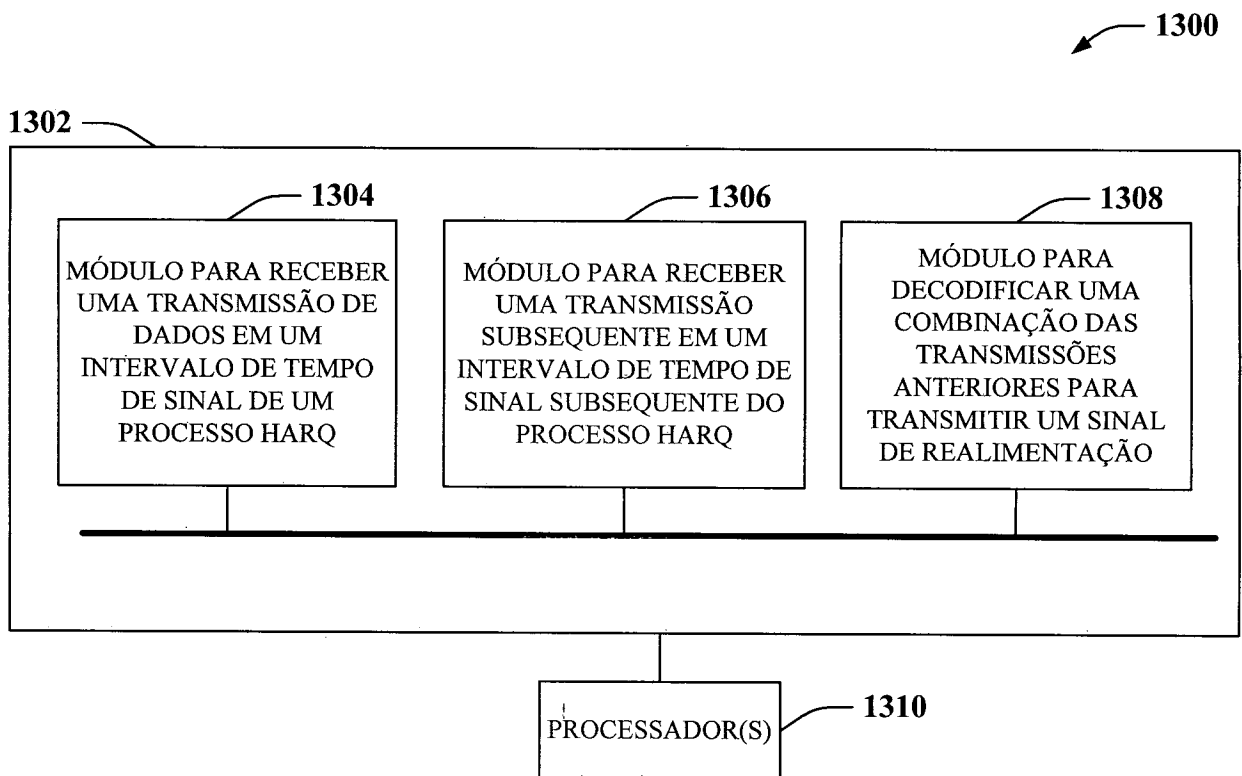 1300
1302
1304
1306
1308
MÓDULO PARA RECEBER
UMA TRANSMISSÃO DE
DADOS EM UM
INTERVALO DE TEMPO
DE SINAL DE UM
PROCESSO HARQ
MÓDULO PARA RECEBER
UMA TRANSMISSÃO
SUBSEQUENTE EM UM
INTERVALO DE TEMPO DE
SINAL SUBSEQUENTE DO
PROCESSO HARQ
MÓDULO PARA
DECODIFICAR UMA
COMBINAÇÃO DAS
TRANSMISSÕES
ANTERIORES PARA
TRANSMITIR UM SINAL
DE REALIMENTAÇÃO
1310
PROCESSADOR(S)